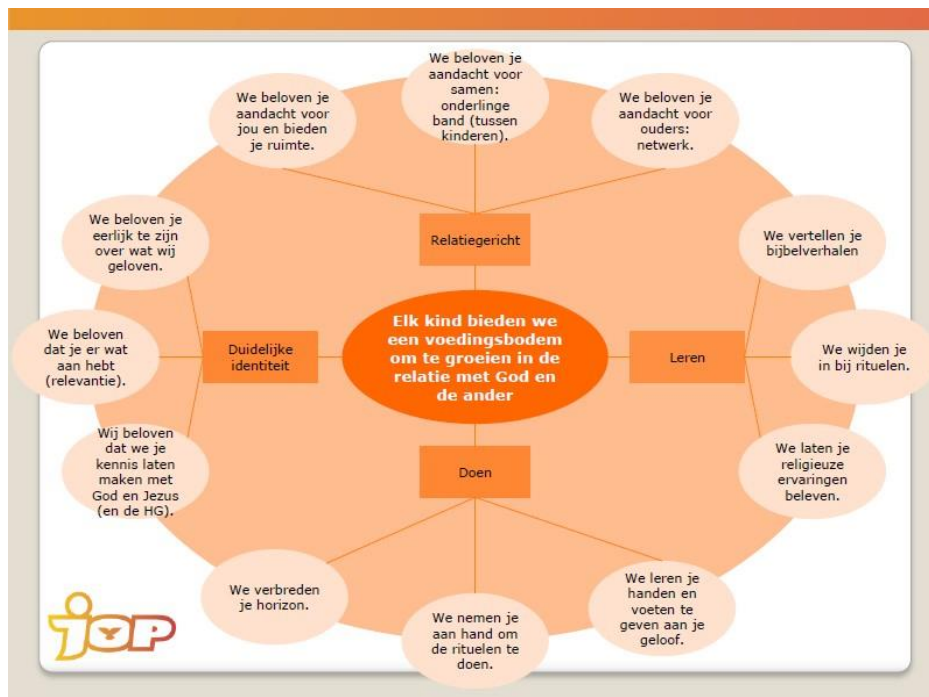 We beloven je
aandacht voor
samen:
onderlinge
band (tussen
kinderen).
We beloven je
aandacht voor
jou en bieden
je ruimte.
We beloven je
aandacht voor
ouders:
netwerk.
Relatiegericht
We beloven je
eerlijk te zijn
over wat wij
geloven.
We beloven
dat je er wat
aan hebt
(relevantie).
Wij beloven
dat we je
kennis laten
maken met
God en Jezus
(en de HG).
Duidelijke
identiteit
Elk kind bieden we
een voedingsbodem
om te groeien in de
relatie met God en
de ander
Leren
We vertellen je
bijbelverhalen
We wijden je
in bij rituelen.
We laten je
religieuze
ervaringen
beleven.
Doen
We verbreden
je horizon.
We nemen je
aan hand om
de rituelen te
doen.
We leren je
handen en
voeten te
geven aan je
geloof.
jop